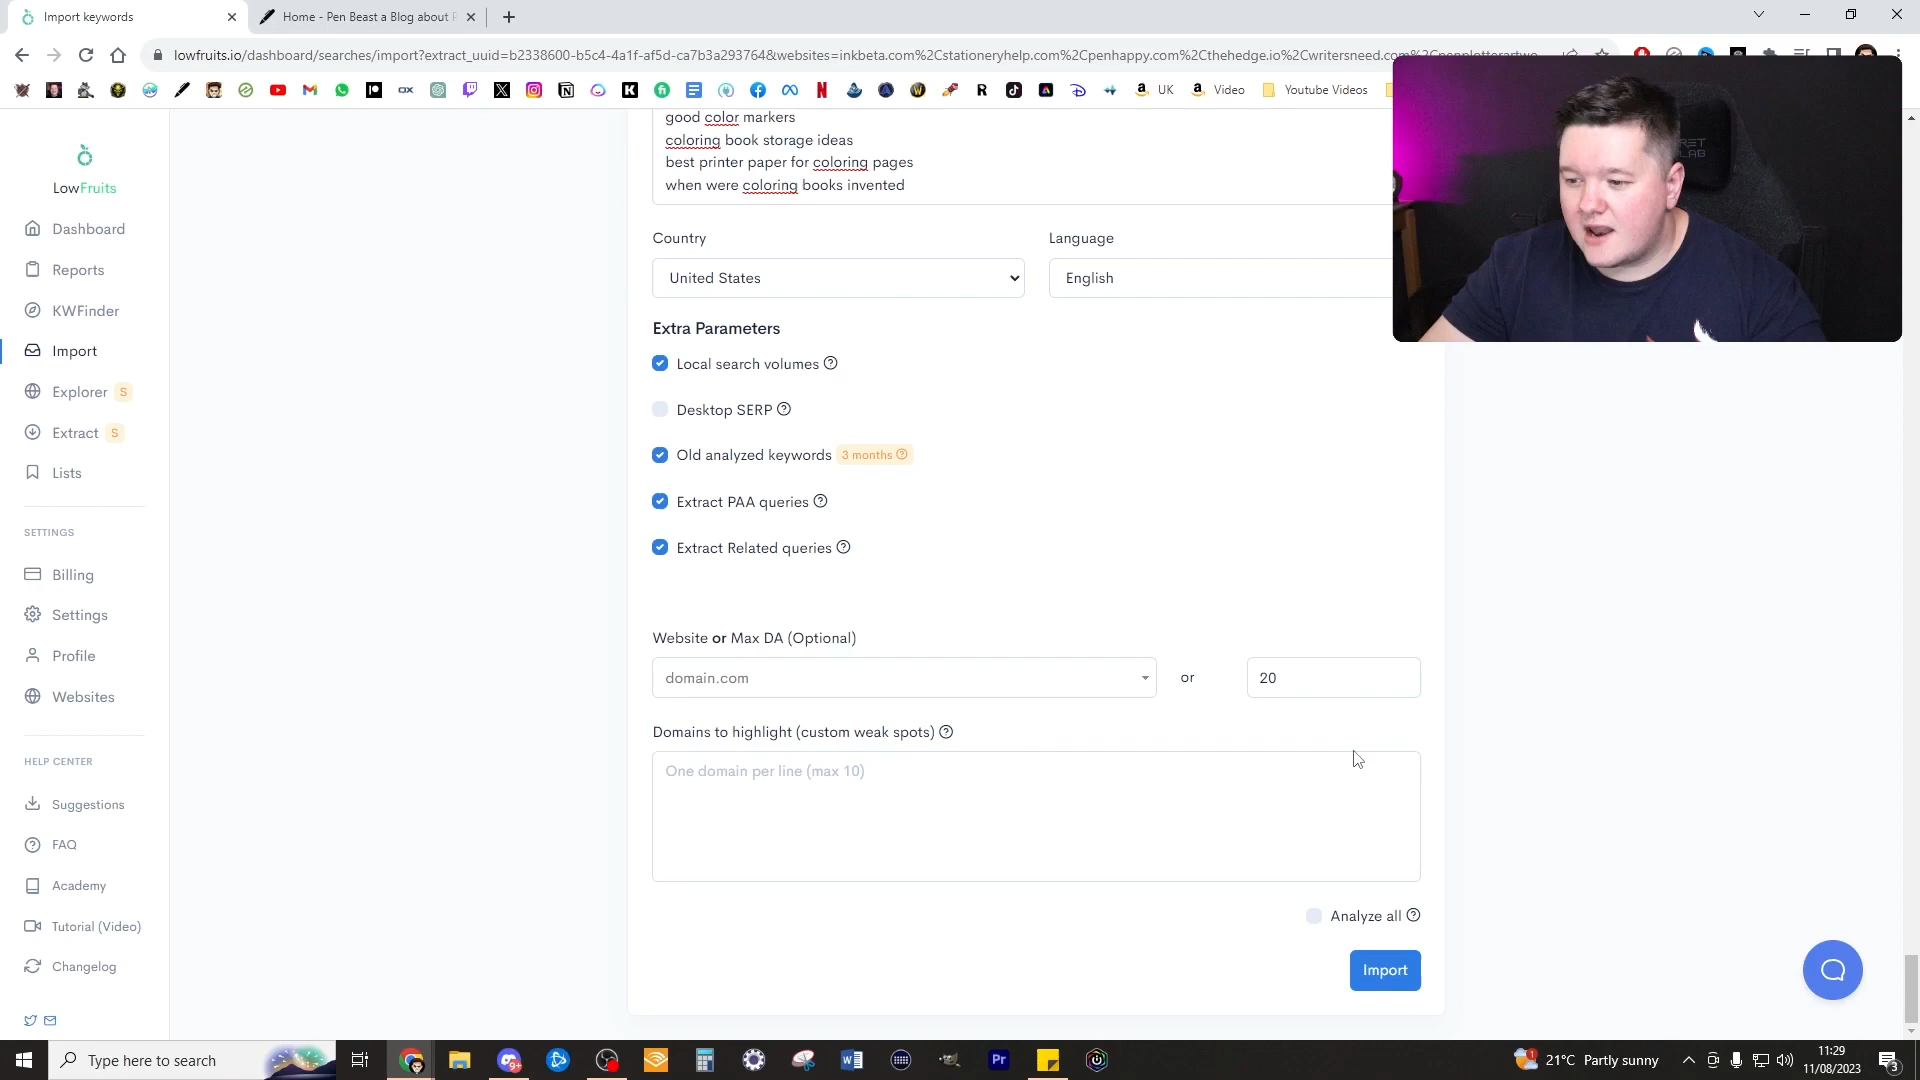 Import keywords
Home - Pen Beast a Blog about P
lowfruits.io/dashboard/searches/import?extract_uuid=b2338600-b5c4-4a1f-af5d-ca7b3a293764&websites=inkbeta.com%2Cstationeryhelp.com%2Cpenhappy.com%2Cthehedge.io%2Cwritersneed.com%2Cpenplotterartwo
UK
Video
Youtube Videos
LowFruits
Dashboard
Reports
KWFinder
Import
Explorer S
Extract S
Lists
SETTINGS
Billing
Settings
Profile
Websites
HELP CENTER
Suggestions
FAQ
Academy
Tutorial (Video)
Changelog
good color markers
coloring book storage ideas
best printer paper for coloring pages
when were coloring books invented
Country
Language
United States
English
Extra Parameters
Local search volumes
Desktop SERP
Old analyzed keywords 3 months
Extract PAA queries
Extract Related queries
Website or Max DA (Optional)
domain.com
or
20
Domains to highlight (custom weak spots)
One domain per line (max 10)
Analyze all
Import
Type here to search
21°C Partly sunny
11:29
11/08/2023
3